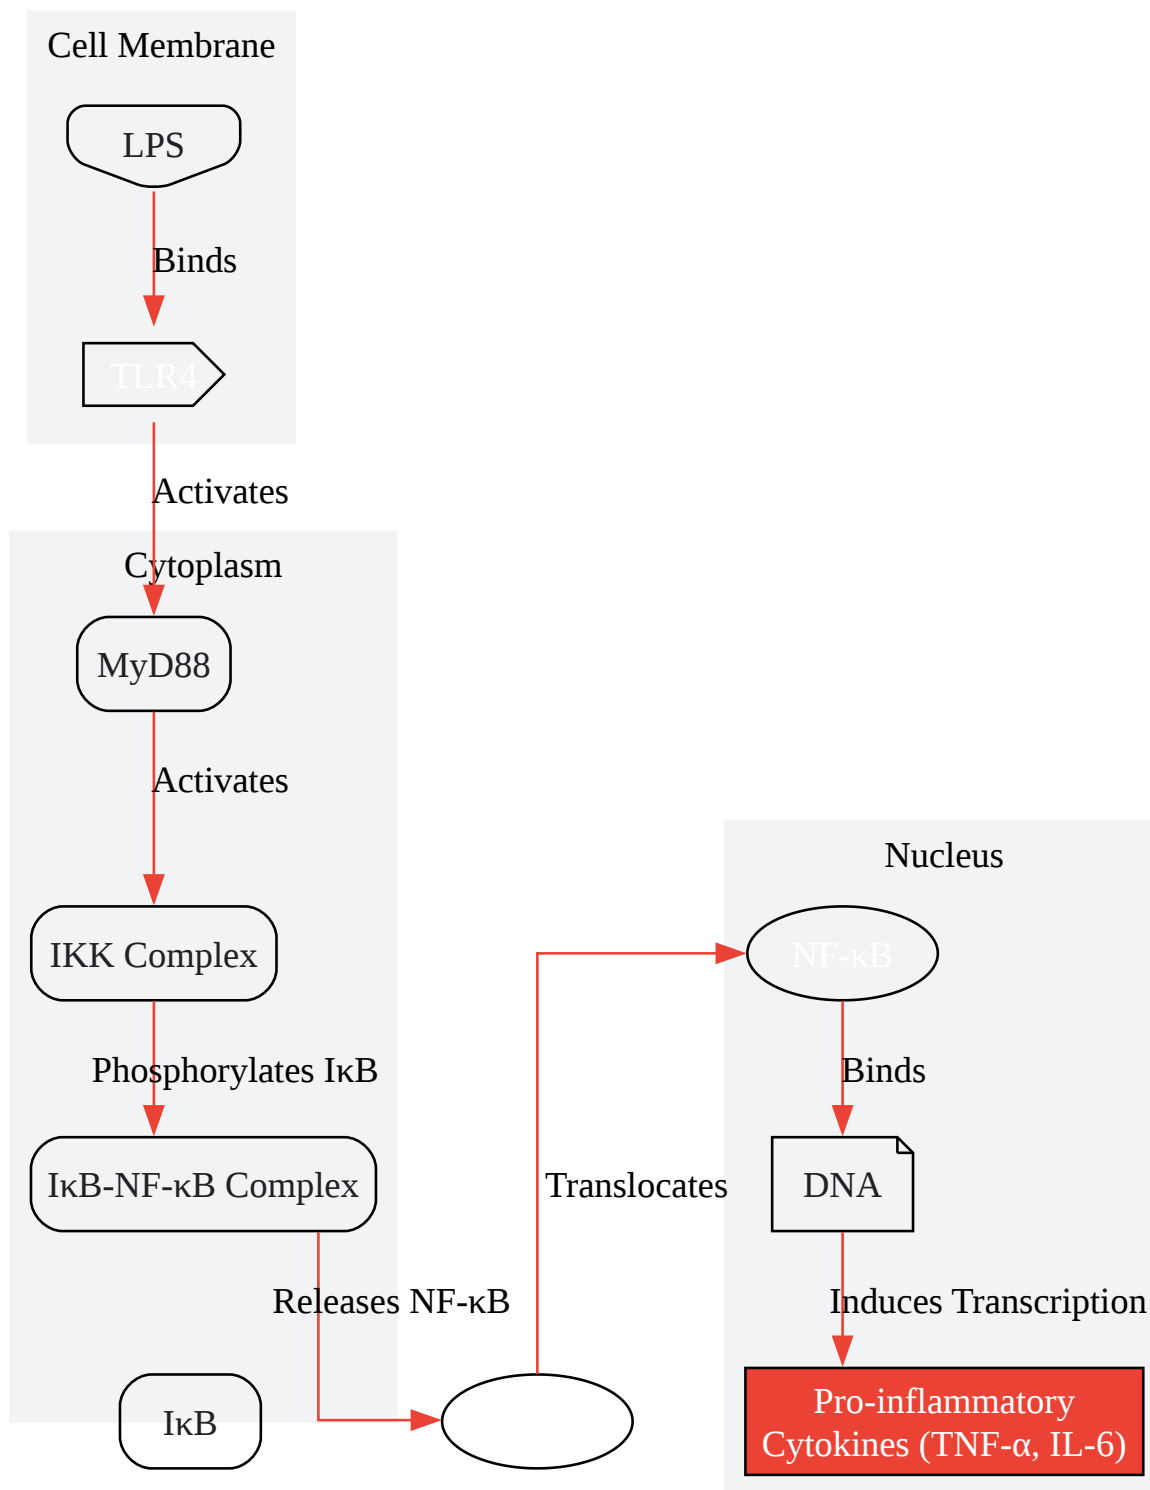 Cell Membrane
LPS
Binds
TLR4
Activates
Cytoplasm
MyD88
Activates
IKK Complex
Phosphorylates IκB
IκB-NF-κB Complex
Releases NF-κB
IκB
Translocates
Nucleus
NF-κB
Binds
DNA
Induces Transcription
Pro-inflammatory
Cytokines (TNF-α, IL-6)